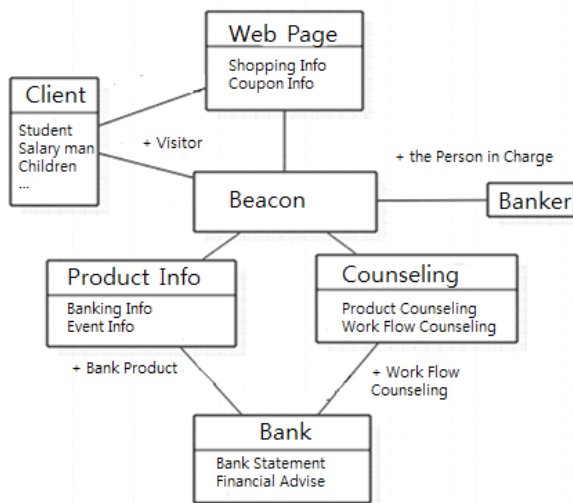 Web Page
Shopping Info
Coupon Info
Client
Student
Salary man
Children
...
+ Visitor
+ the Person in Charge
Beacon
Banker
Product Info
Banking Info
Event Info
Counseling
Product Counseling
Work Flow Counseling
+ Bank Product
+ Work Flow
Counseling
Bank
Bank Statement
Financial Advise